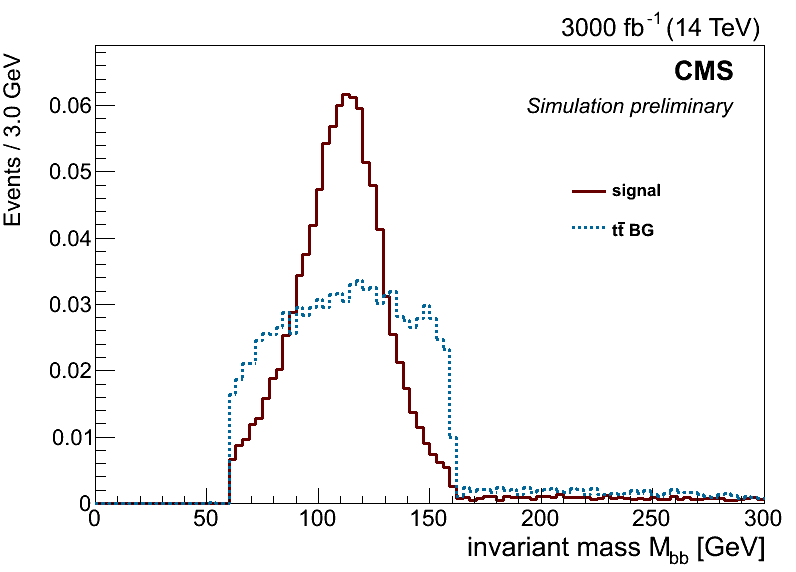 3000 fb⁻¹ (14 TeV)
CMS
Simulation preliminary
Events / 3.0 GeV
0.06
0.05
0.04
0.03
0.02
0.01
0
signal
tt̄ BG
0 50 100 150 200 250 300
invariant mass M_bb [GeV]